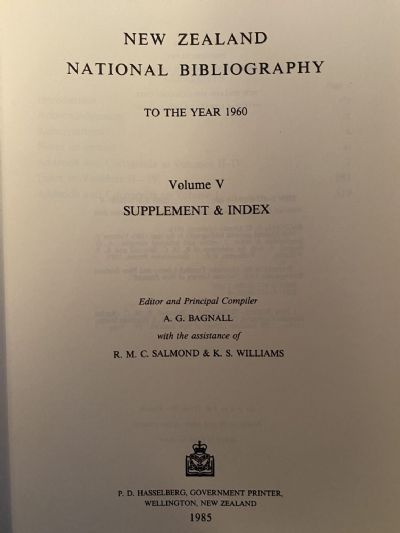 NEW ZEALAND
NATIONAL BIBLIOGRAPHY
TO THE YEAR 1960
Volume V
SUPPLEMENT & INDEX
Editor and Principal Compiler
A. G. BAGNALL
with the assistance of
R. M. C. SALMOND & K. S. WILLIAMS
P. D. HASSELBERG, GOVERNMENT PRINTER,
WELLINGTON, NEW ZEALAND
1985